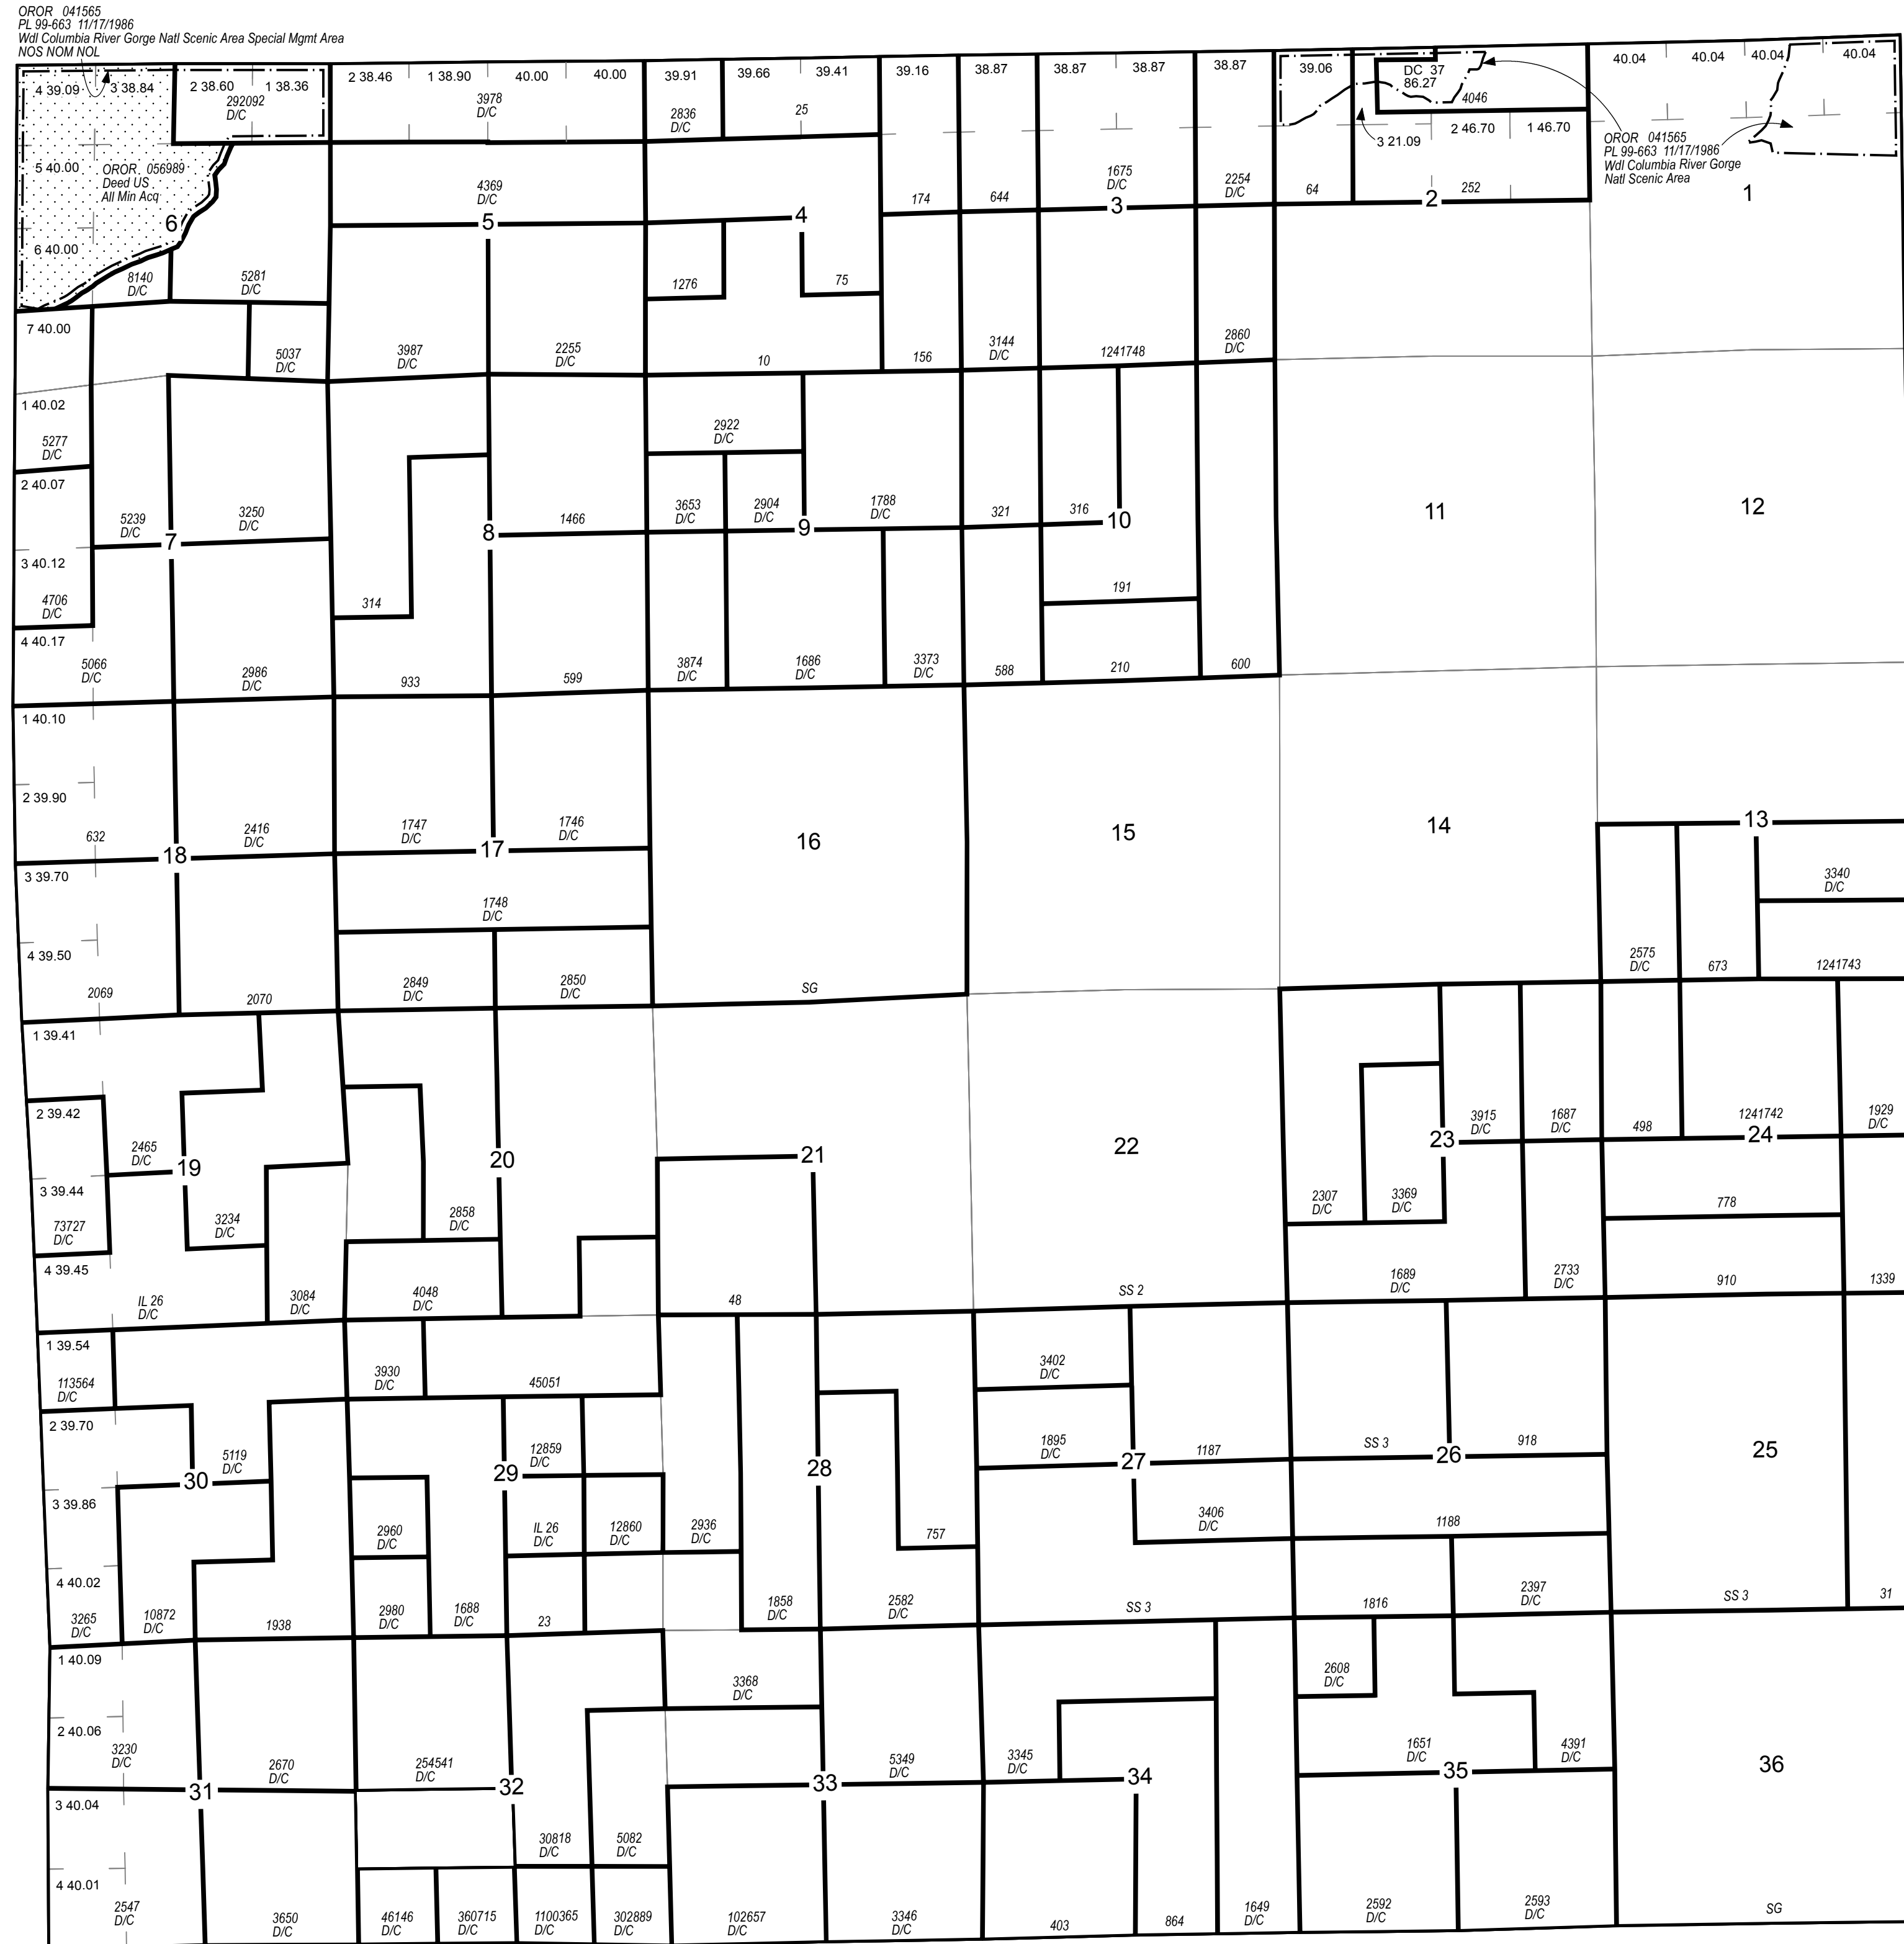 OROR 041565
PL 99-663 11/17/1986
Wdl Columbia River Gorge Natl Scenic Area Special Mgmt Area
NOS NOM NOL
4 39.09 3 38.84 2 38.60 1 38.36 2 38.46 1 38.90 40.00 40.00 39.91 39.66 39.41 39.16 38.87 38.87 38.87 38.87 39.06 DC 37 40.04 40.04 40.04 40.04
86.27
292092
D/C
3978
D/C
2836
D/C
25
4046
3 21.09 2 46.70 1 46.70
OROR 041565
PL 99-663 11/17/1986
Wdl Columbia River Gorge
Natl Scenic Area
5 40.00
OROR 056989
Deed US
All Min Acq
4369
D/C
174
644
1675
D/C
2254
D/C
64
252
6 5 4 3 2 1
6 40.00
8140
D/C
5281
D/C
1276
75
7 40.00
5037
D/C
3987
D/C
2255
D/C
10
156
3144
D/C
1241748
2860
D/C
1 40.02
5277
D/C
2922
D/C
2 40.07
5239
D/C
3250
D/C
1466
3653
D/C
2904
D/C
1788
D/C
321
316
7 8 9 10 11 12
3 40.12
4706
D/C
314
191
4 40.17
5066
D/C
2986
D/C
933
599
3874
D/C
1686
D/C
3373
D/C
588
210
600
1 40.10
2 39.90
632
2416
D/C
1747
D/C
1746
D/C
18 17 16 15 14 13
3 39.70
1748
D/C
3340
D/C
4 39.50
2069
2070
2849
D/C
2850
D/C
SG
2575
D/C
673
1241743
1 39.41
2 39.42
2465
D/C
3915
D/C
1687
D/C
498
1241742
1929
D/C
19 20 21 22 23 24
3 39.44
73727
D/C
3234
D/C
2858
D/C
2307
D/C
3369
D/C
778
4 39.45
IL 26
D/C
3084
D/C
4048
D/C
48
SS 2
1689
D/C
2733
D/C
910
1339
1 39.54
113564
D/C
3930
D/C
45051
3402
D/C
2 39.70
5119
D/C
12859
D/C
1895
D/C
1187
SS 3
918
30 29 28 27 26 25
3 39.86
2960
D/C
IL 26
D/C
12860
D/C
2936
D/C
757
3406
D/C
1188
4 40.02
3265
D/C
10872
D/C
1938
2980
D/C
1688
D/C
23
1858
D/C
2582
D/C
SS 3
1816
2397
D/C
SS 3
31
1 40.09
3368
D/C
2608
D/C
2 40.06
3230
D/C
2670
D/C
254541
D/C
5349
D/C
3345
D/C
1651
D/C
4391
D/C
31 32 33 34 35 36
3 40.04
30818
D/C
5082
D/C
4 40.01
2547
D/C
3650
D/C
46146
D/C
360715
D/C
1100365
D/C
302889
D/C
102657
D/C
3346
D/C
403
864
1649
D/C
2592
D/C
2593
D/C
SG